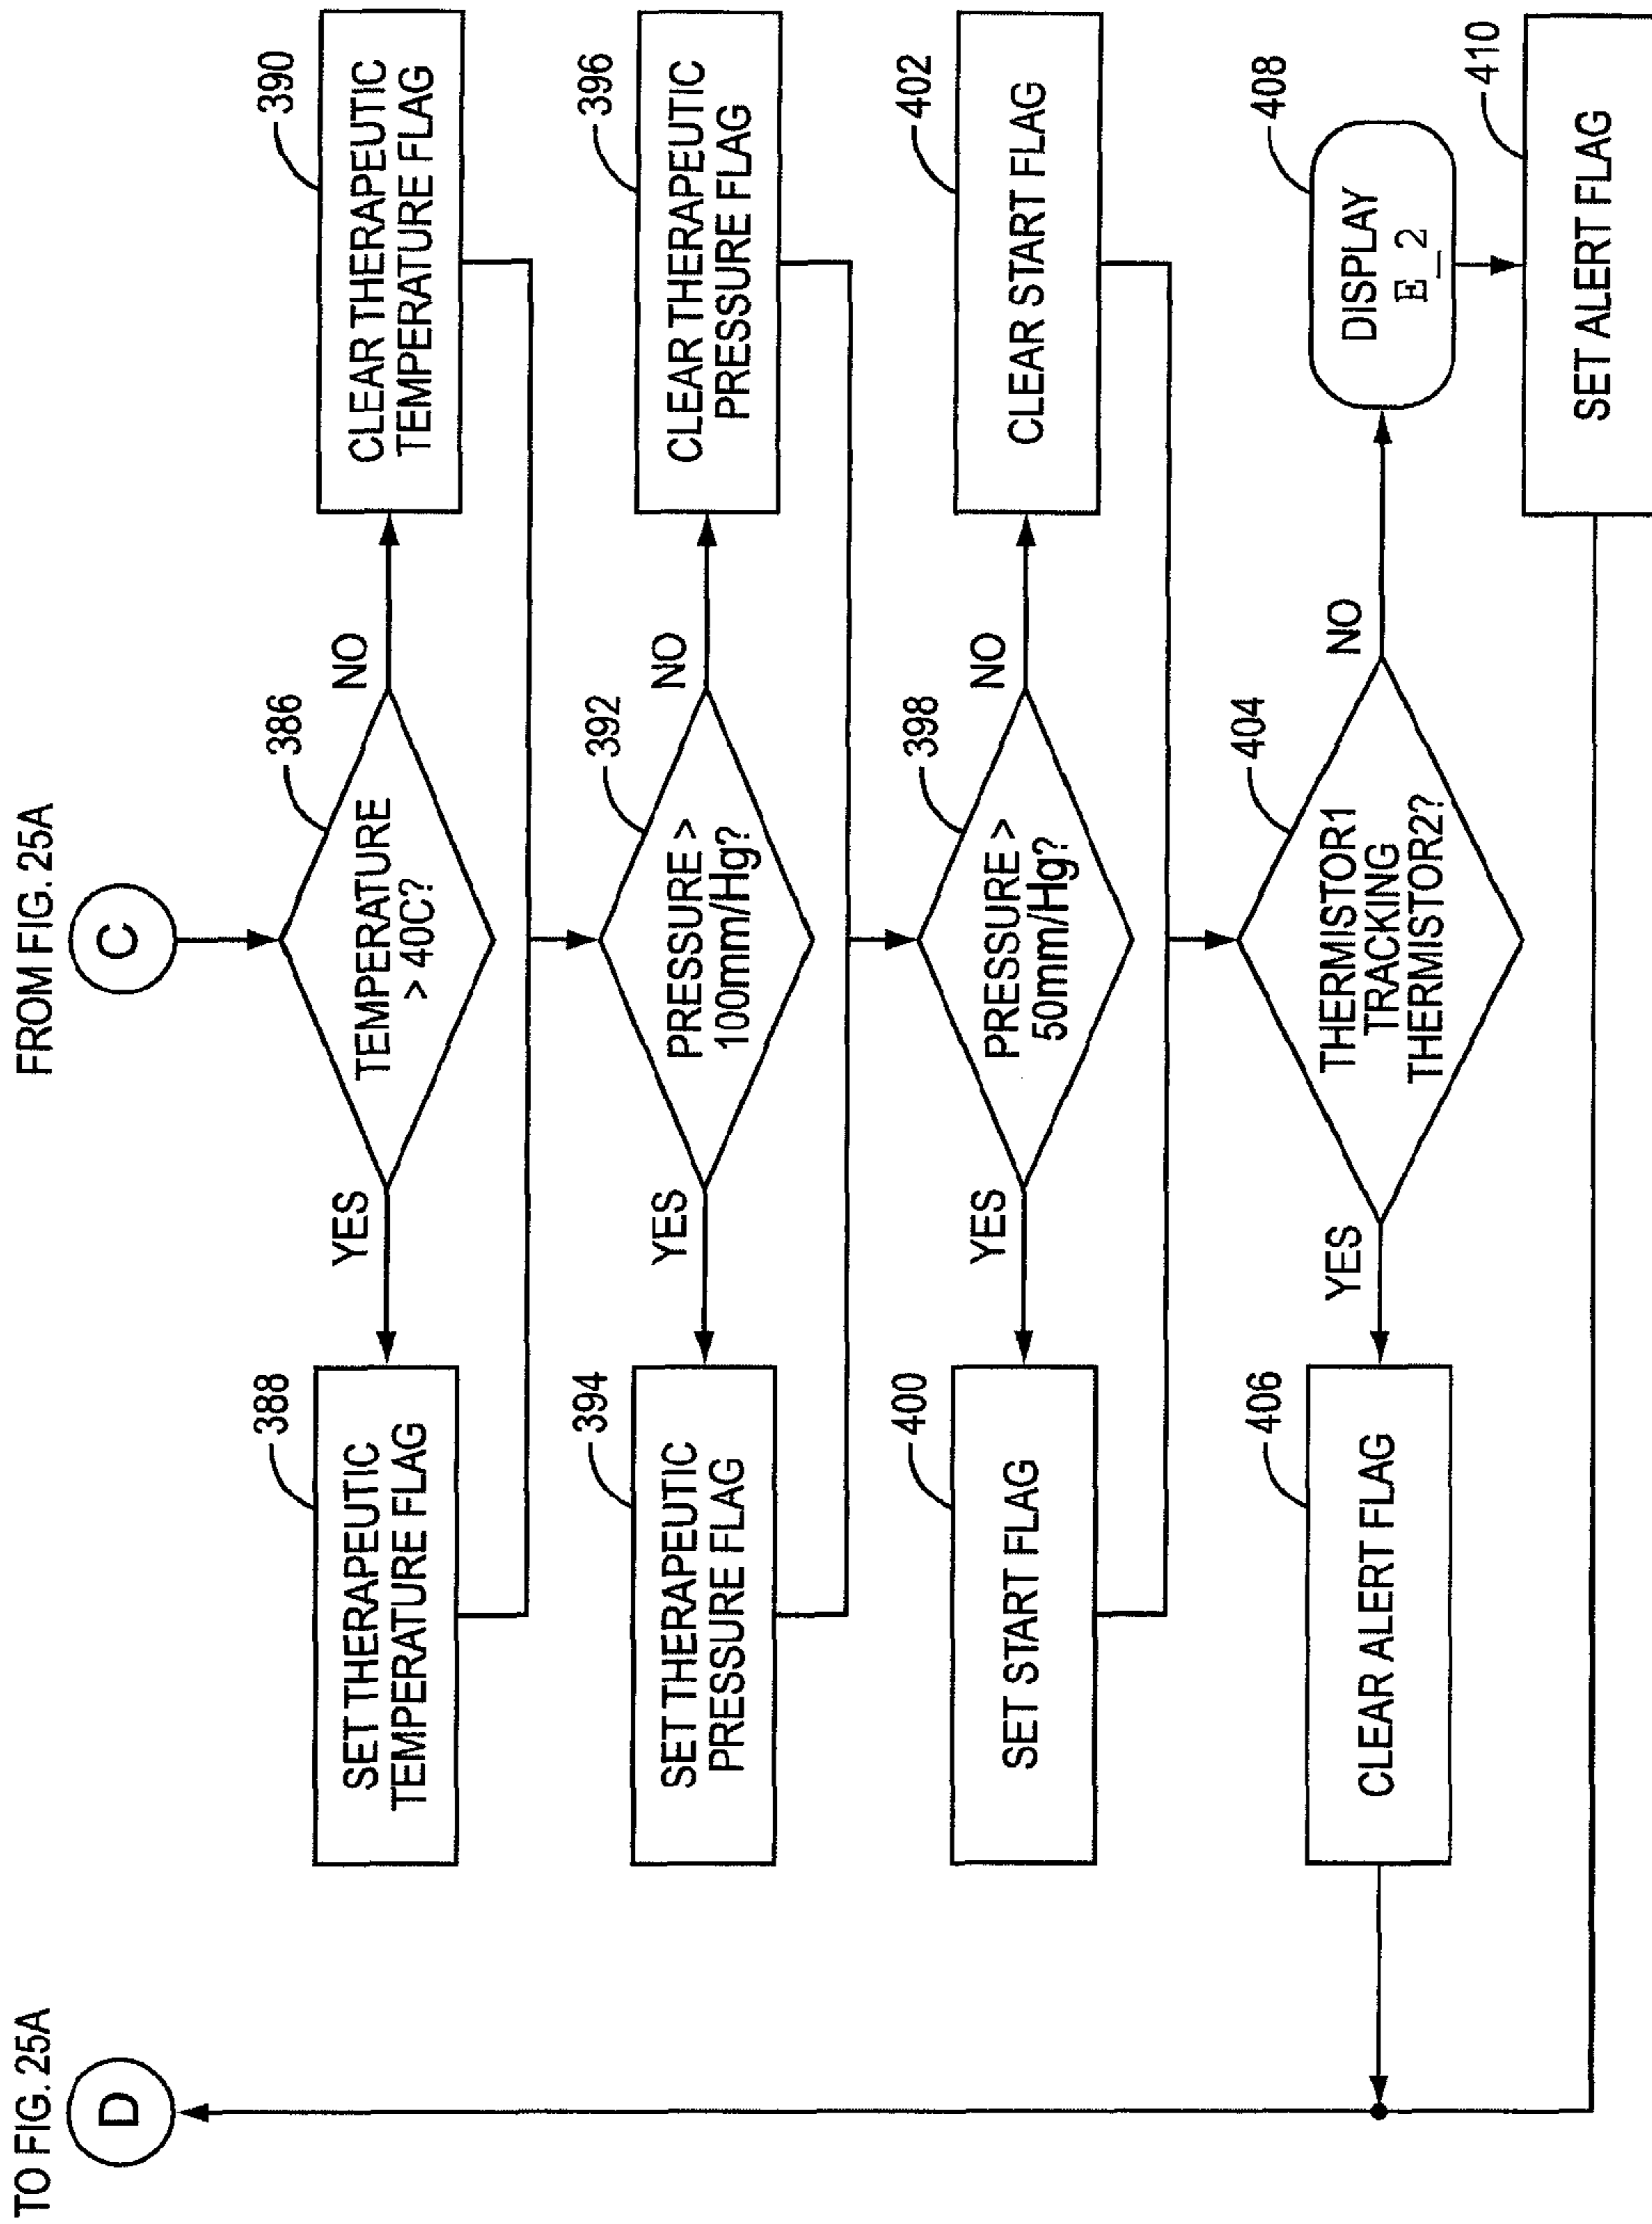 TO FIG. 25A
D
FROM FIG. 25A
C
386
TEMPERATURE
> 40C?
YES
NO
388
SET THERAPEUTIC
TEMPERATURE FLAG
390
CLEAR THERAPEUTIC
TEMPERATURE FLAG
392
PRESSURE >
100mm/Hg?
YES
NO
394
SET THERAPEUTIC
PRESSURE FLAG
396
CLEAR THERAPEUTIC
PRESSURE FLAG
398
PRESSURE >
50mm/Hg?
YES
NO
400
SET START FLAG
402
CLEAR START FLAG
404
THERMISTOR1
TRACKING
THERMISTOR2?
YES
NO
406
CLEAR ALERT FLAG
408
DISPLAY
E_2
410
SET ALERT FLAG